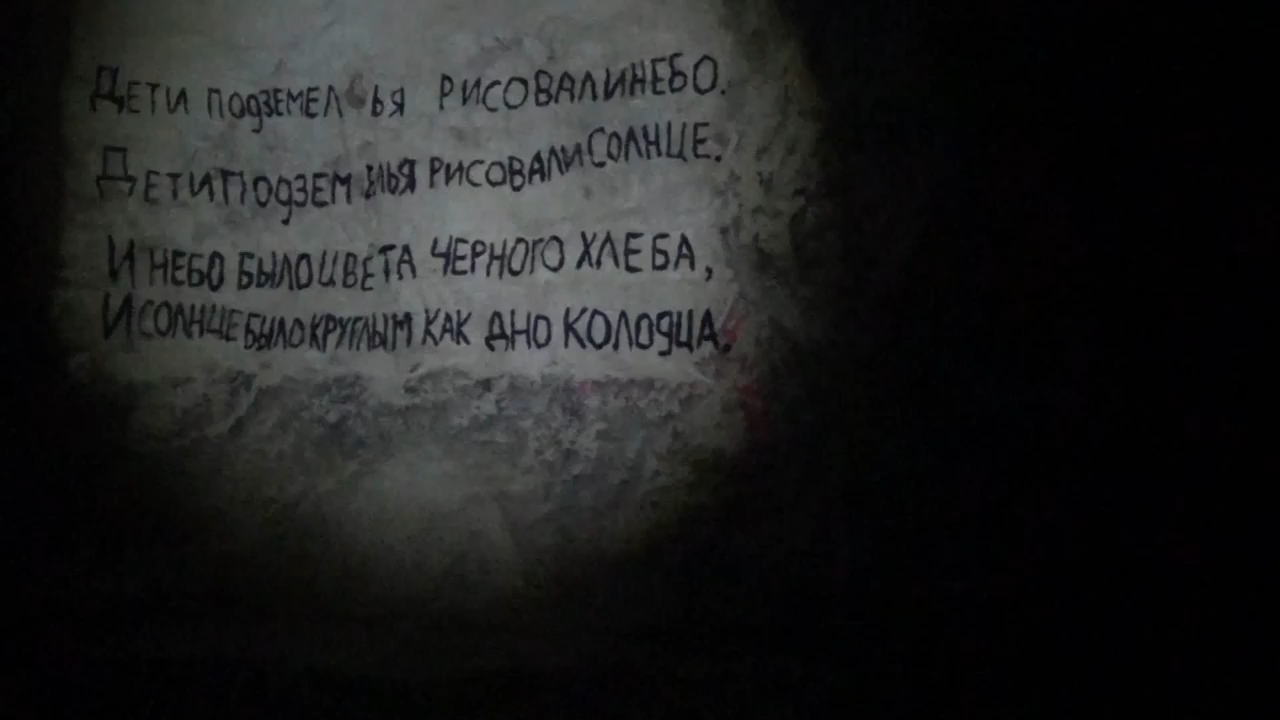 Дети подземелья рисовали небо.
Дети подземелья рисовали солнце.
И небо было цвета черного хлеба,
И солнце было круглым как дно колодца.